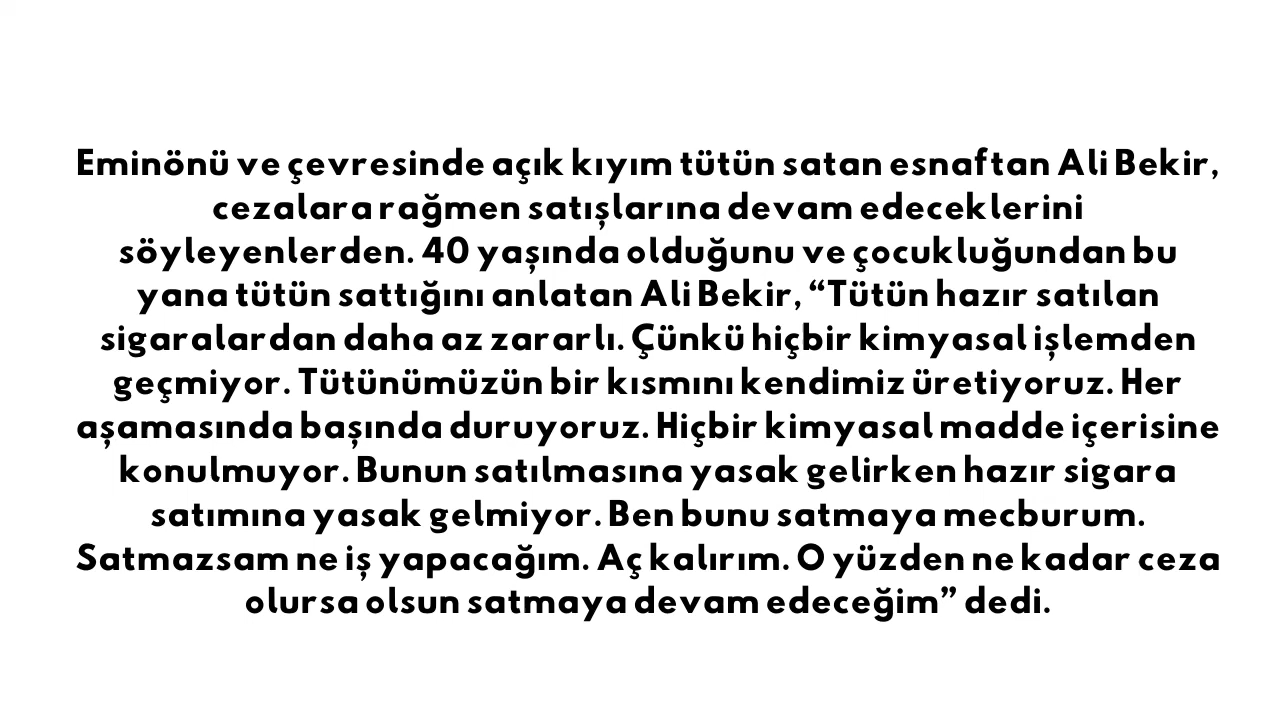 Eminönü ve çevresinde açık kıyım tütün satan esnaftan Ali Bekir,
cezalara rağmen satışlarına devam edeceklerini
söyleyenlerden. 40 yaşında olduğunu ve çocukluğundan bu
yana tütün sattığını anlatan Ali Bekir, “Tütün hazır satılan
sigaralardan daha az zararlı. Çünkü hiçbir kimyasal işlemden
geçmiyor. Tütünümüzün bir kısmını kendimiz üretiyoruz. Her
aşamasında başında duruyoruz. Hiçbir kimyasal madde içerisine
konulmuyor. Bunun satılmasına yasak gelirken hazır sigara
satımına yasak gelmiyor. Ben bunu satmaya mecburum.
Satmazsam ne iş yapacağım. Aç kalırım. O yüzden ne kadar ceza
olursa olsun satmaya devam edeceğim” dedi.